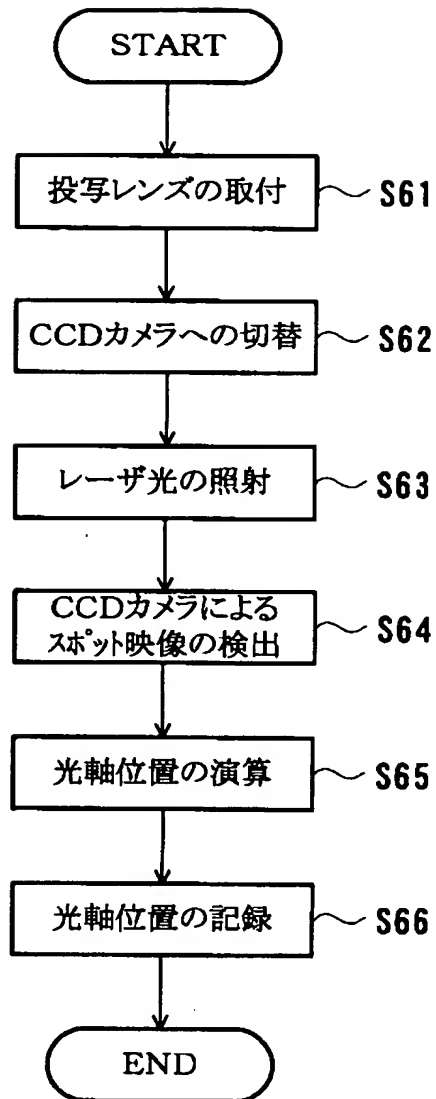 START
投写レンズの取付 S61
CCDカメラへの切替 S62
レーザ光の照射 S63
CCDカメラによる
スポット映像の検出 S64
光軸位置の演算 S65
光軸位置の記録 S66
END